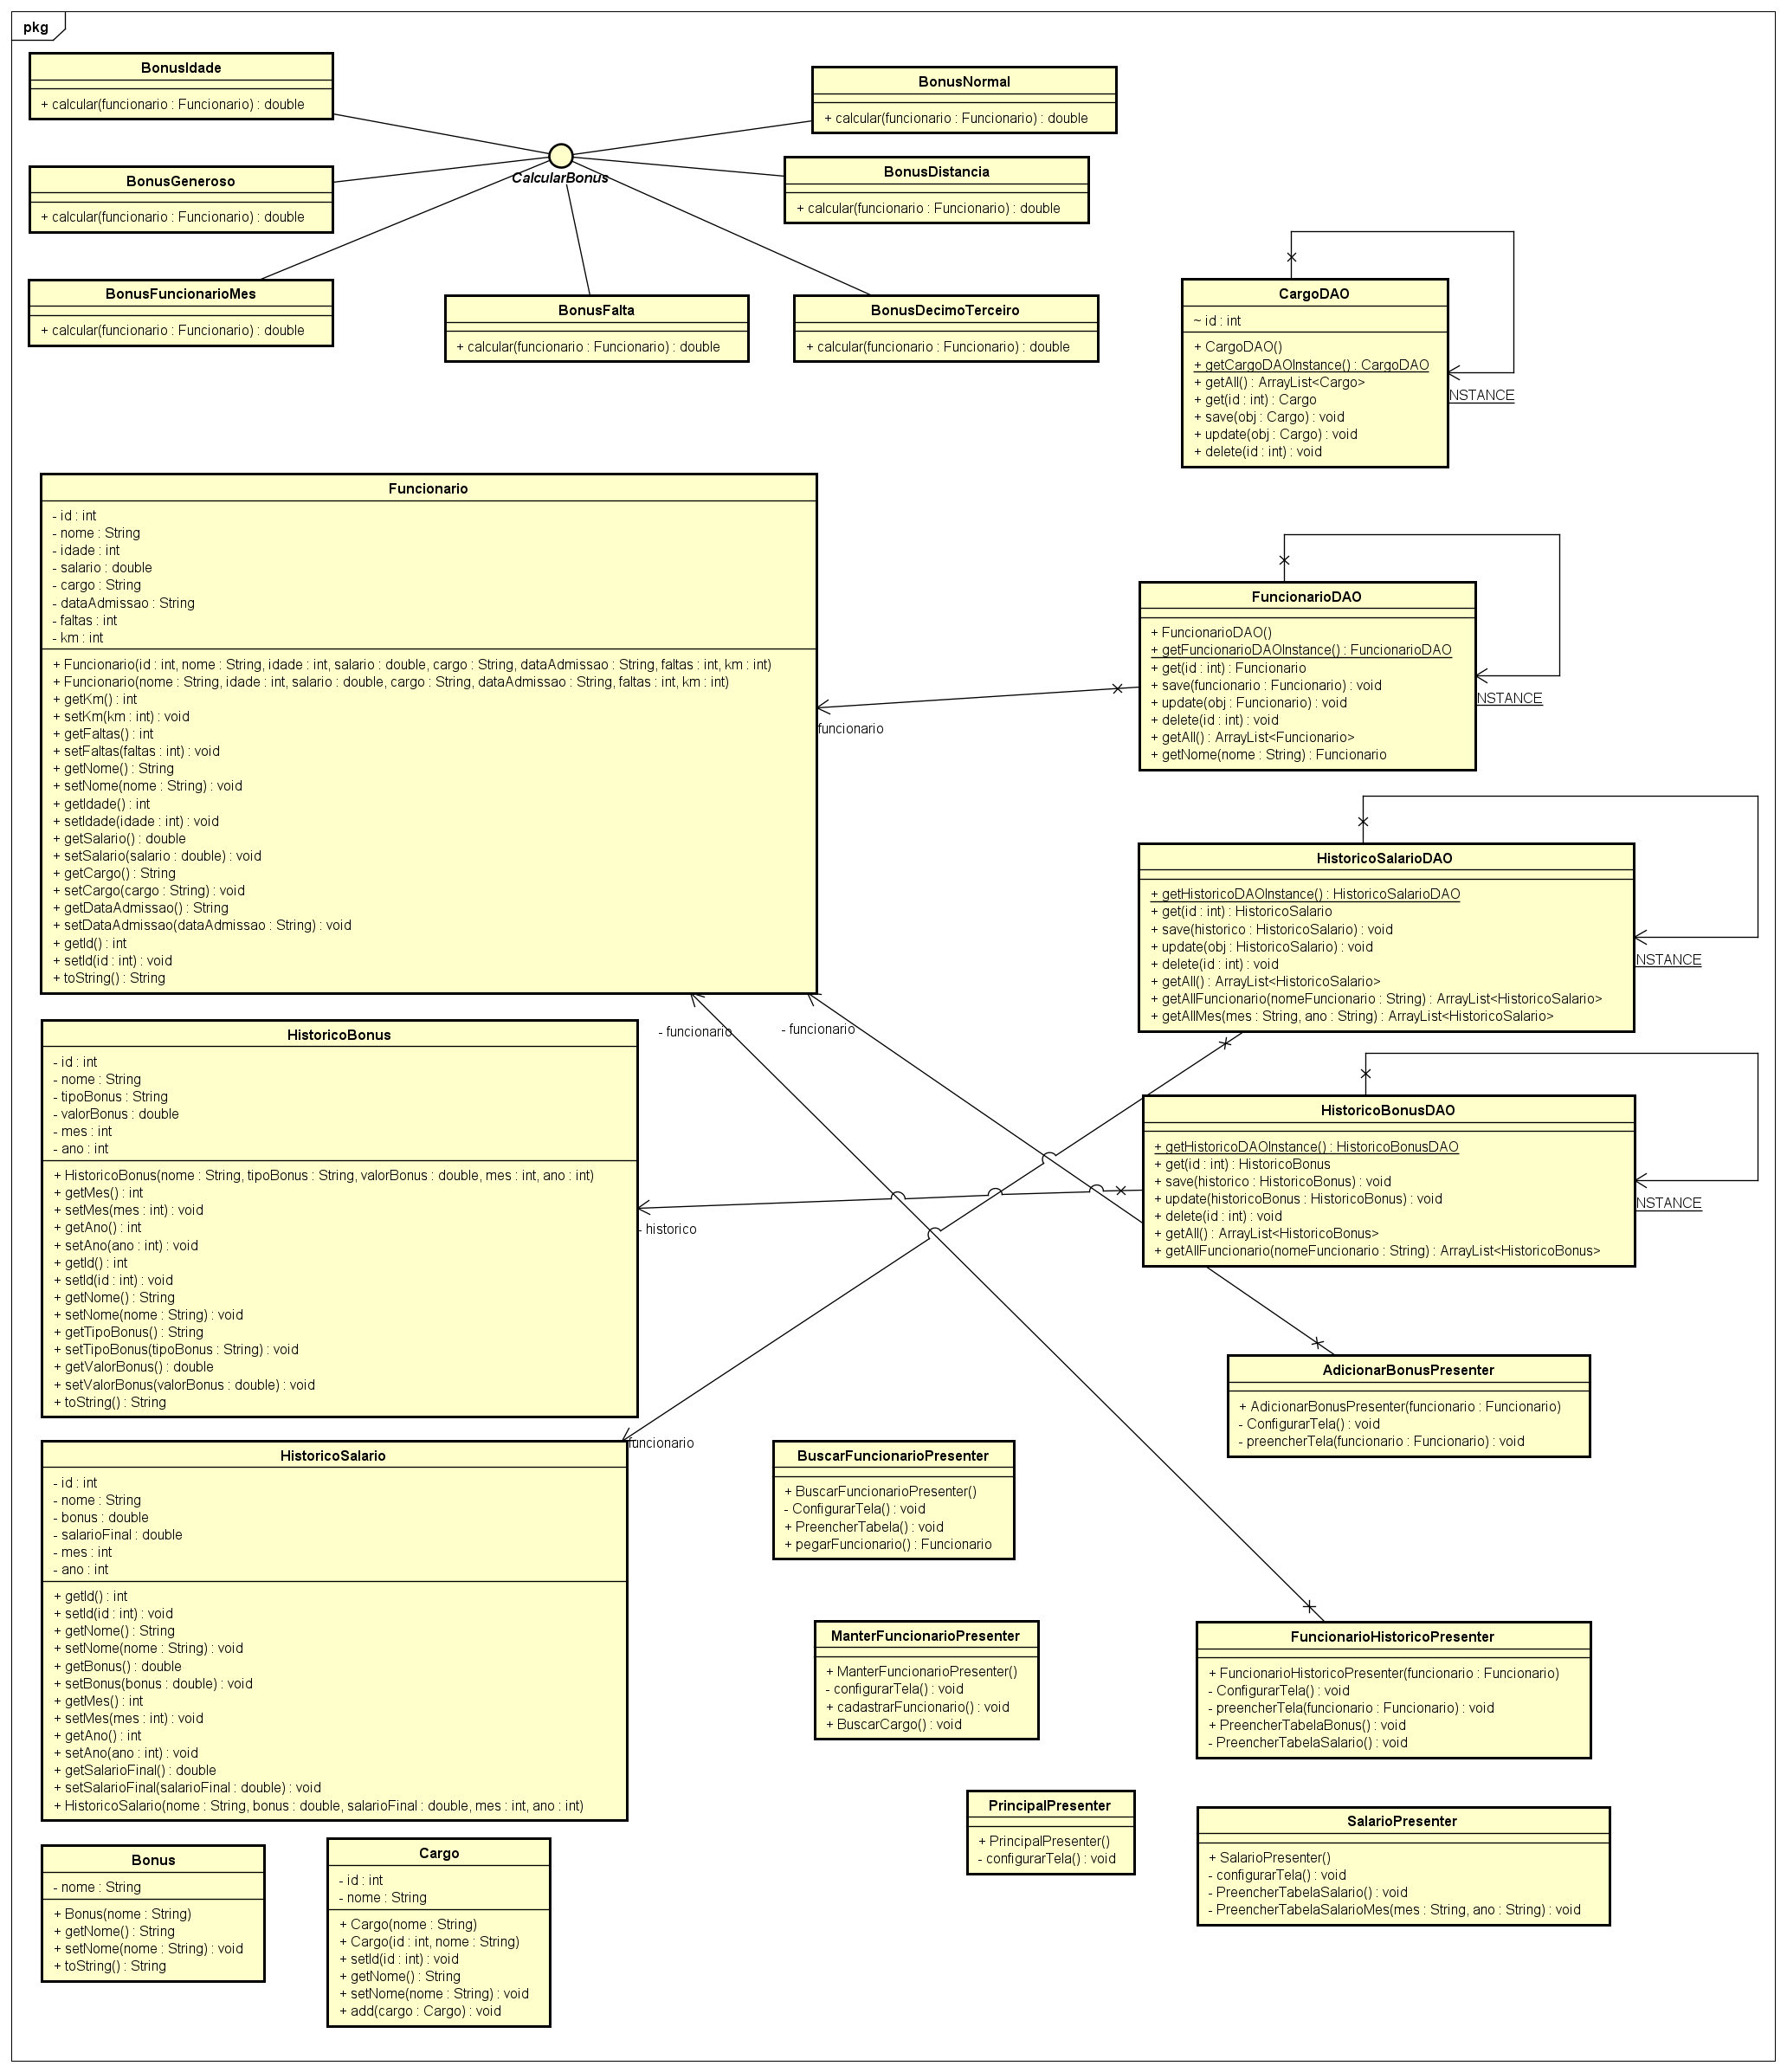 pkg
BonusIdade
+ calcular(funcionario : Funcionario) : double
BonusNormal
+ calcular(funcionario : Funcionario) : double
CalcularBonus
BonusGeneroso
+ calcular(funcionario : Funcionario) : double
BonusDistancia
+ calcular(funcionario : Funcionario) : double
BonusFuncionarioMes
+ calcular(funcionario : Funcionario) : double
BonusFalta
+ calcular(funcionario : Funcionario) : double
BonusDecimoTerceiro
+ calcular(funcionario : Funcionario) : double
CargoDAO
~ id : int
+ CargoDAO()
+ getCargoDAOInstance() : CargoDAO
+ getAll() : ArrayList<Cargo>
+ get(id : int) : Cargo
+ save(obj : Cargo) : void
+ update(obj : Cargo) : void
+ delete(id : int) : void
NSTANCE
Funcionario
- id : int
- nome : String
- idade : int
- salario : double
- cargo : String
- dataAdmissao : String
- faltas : int
- km : int
+ Funcionario(id : int, nome : String, idade : int, salario : double, cargo : String, dataAdmissao : String, faltas : int, km : int)
+ Funcionario(nome : String, idade : int, salario : double, cargo : String, dataAdmissao : String, faltas : int, km : int)
+ getKm() : int
+ setKm(km : int) : void
+ getFaltas() : int
+ setFaltas(faltas : int) : void
+ getNome() : String
+ setNome(nome : String) : void
+ getIdade() : int
+ setIdade(idade : int) : void
+ getSalario() : double
+ setSalario(salario : double) : void
+ getCargo() : String
+ setCargo(cargo : String) : void
+ getDataAdmissao() : String
+ setDataAdmissao(dataAdmissao : String) : void
+ getId() : int
+ setId(id : int) : void
+ toString() : String
funcionario
- funcionario
- funcionario
FuncionarioDAO
+ FuncionarioDAO()
+ getFuncionarioDAOInstance() : FuncionarioDAO
+ get(id : int) : Funcionario
+ save(funcionario : Funcionario) : void
+ update(obj : Funcionario) : void
+ delete(id : int) : void
+ getAll() : ArrayList<Funcionario>
+ getNome(nome : String) : Funcionario
NSTANCE
HistoricoSalarioDAO
+ getHistoricoDAOInstance() : HistoricoSalarioDAO
+ get(id : int) : HistoricoSalario
+ save(historico : HistoricoSalario) : void
+ update(obj : HistoricoSalario) : void
+ delete(id : int) : void
+ getAll() : ArrayList<HistoricoSalario>
+ getAllFuncionario(nomeFuncionario : String) : ArrayList<HistoricoSalario>
+ getAllMes(mes : String, ano : String) : ArrayList<HistoricoSalario>
NSTANCE
HistoricoBonus
- id : int
- nome : String
- tipoBonus : String
- valorBonus : double
- mes : int
- ano : int
+ HistoricoBonus(nome : String, tipoBonus : String, valorBonus : double, mes : int, ano : int)
+ getMes() : int
+ setMes(mes : int) : void
+ getAno() : int
+ setAno(ano : int) : void
+ getId() : int
+ setId(id : int) : void
+ getNome() : String
+ setNome(nome : String) : void
+ getTipoBonus() : String
+ setTipoBonus(tipoBonus : String) : void
+ getValorBonus() : double
+ setValorBonus(valorBonus : double) : void
+ toString() : String
- historico
HistoricoBonusDAO
+ getHistoricoDAOInstance() : HistoricoBonusDAO
+ get(id : int) : HistoricoBonus
+ save(historico : HistoricoBonus) : void
+ update(historicoBonus : HistoricoBonus) : void
+ delete(id : int) : void
+ getAll() : ArrayList<HistoricoBonus>
+ getAllFuncionario(nomeFuncionario : String) : ArrayList<HistoricoBonus>
NSTANCE
AdicionarBonusPresenter
+ AdicionarBonusPresenter(funcionario : Funcionario)
- ConfigurarTela() : void
- preencherTela(funcionario : Funcionario) : void
HistoricoSalario
- id : int
- nome : String
- bonus : double
- salarioFinal : double
- mes : int
- ano : int
+ getId() : int
+ setId(id : int) : void
+ getNome() : String
+ setNome(nome : String) : void
+ getBonus() : double
+ setBonus(bonus : double) : void
+ getMes() : int
+ setMes(mes : int) : void
+ getAno() : int
+ setAno(ano : int) : void
+ getSalarioFinal() : double
+ setSalarioFinal(salarioFinal : double) : void
+ HistoricoSalario(nome : String, bonus : double, salarioFinal : double, mes : int, ano : int)
funcionario
BuscarFuncionarioPresenter
+ BuscarFuncionarioPresenter()
- ConfigurarTela() : void
+ PreencherTabela() : void
+ pegarFuncionario() : Funcionario
ManterFuncionarioPresenter
+ ManterFuncionarioPresenter()
- configurarTela() : void
+ cadastrarFuncionario() : void
+ BuscarCargo() : void
FuncionarioHistoricoPresenter
+ FuncionarioHistoricoPresenter(funcionario : Funcionario)
- ConfigurarTela() : void
- preencherTela(funcionario : Funcionario) : void
+ PreencherTabelaBonus() : void
- PreencherTabelaSalario() : void
PrincipalPresenter
+ PrincipalPresenter()
- configurarTela() : void
SalarioPresenter
+ SalarioPresenter()
- configurarTela() : void
- PreencherTabelaSalario() : void
- PreencherTabelaSalarioMes(mes : String, ano : String) : void
Bonus
- nome : String
+ Bonus(nome : String)
+ getNome() : String
+ setNome(nome : String) : void
+ toString() : String
Cargo
- id : int
- nome : String
+ Cargo(nome : String)
+ Cargo(id : int, nome : String)
+ setId(id : int) : void
+ getNome() : String
+ setNome(nome : String) : void
+ add(cargo : Cargo) : void